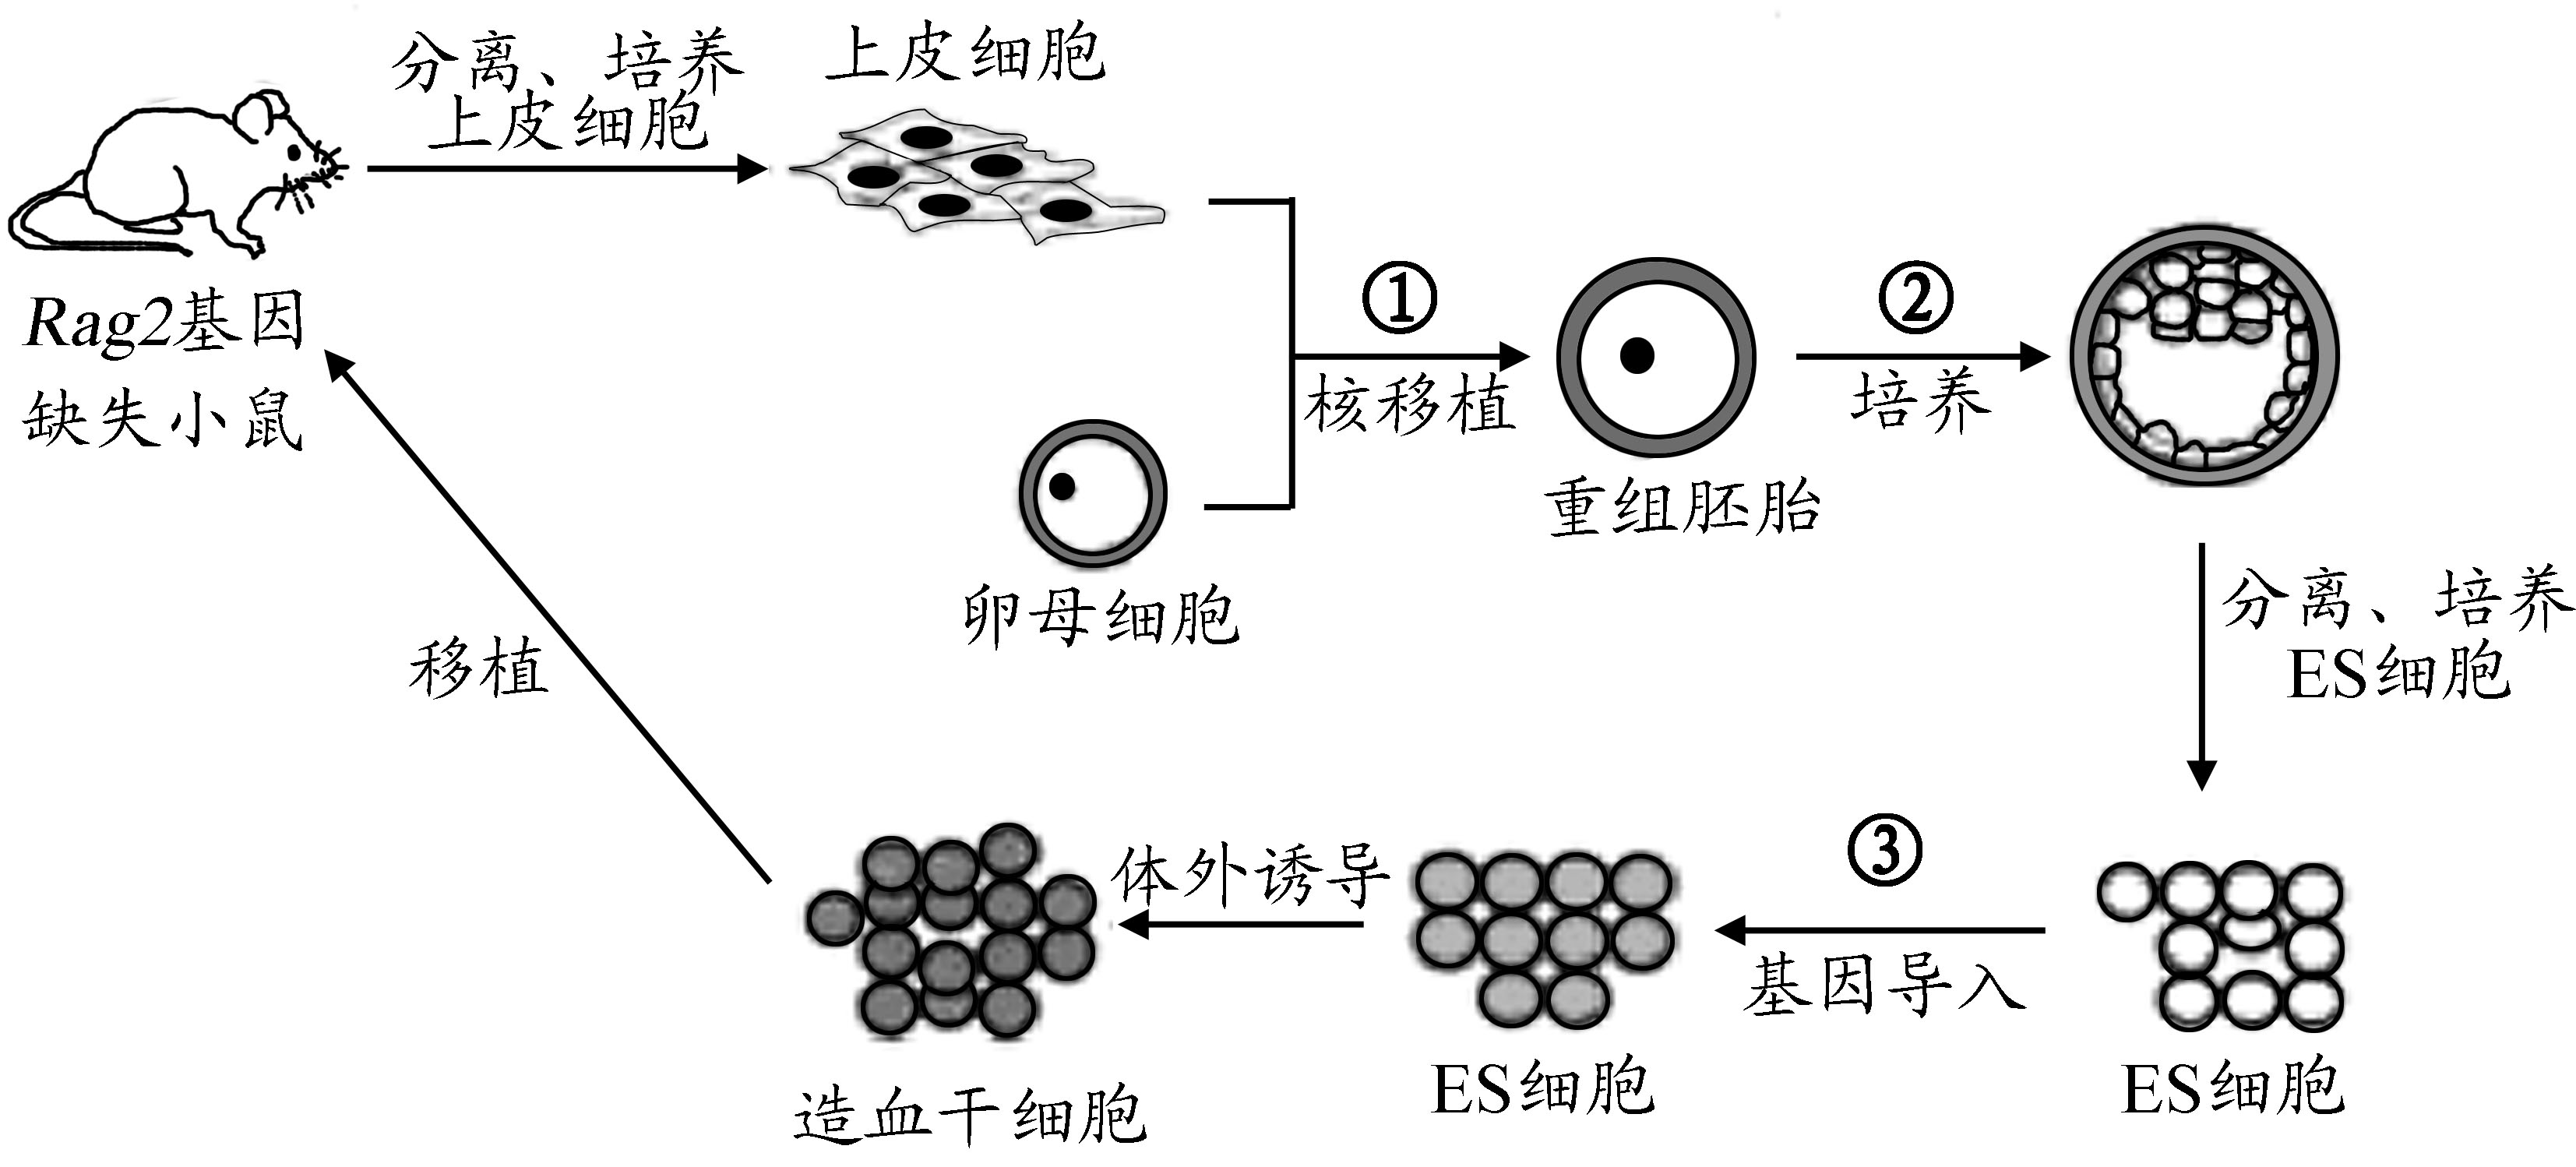 分离、培养
上皮细胞
上皮细胞
Rag2基因
缺失小鼠
卵母细胞
①
核移植
重组胚胎
②
培养
分离、培养
ES细胞
ES细胞
③
基因导入
ES细胞
体外诱导
造血干细胞
移植